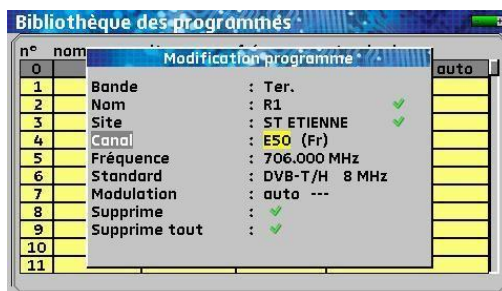 Bibliothèque des programmes
n° nom
Modification programme
0 auto
1 Bande : Ter.
2 Nom : R1
3 Site : ST ETIENNE
4 Canal : E50 (Fr)
5 Fréquence : 706.000 MHz
6 Standard : DVB-T/H 8 MHz
7 Modulation : auto ---
8 Supprime :
9 Supprime tout :
10
11